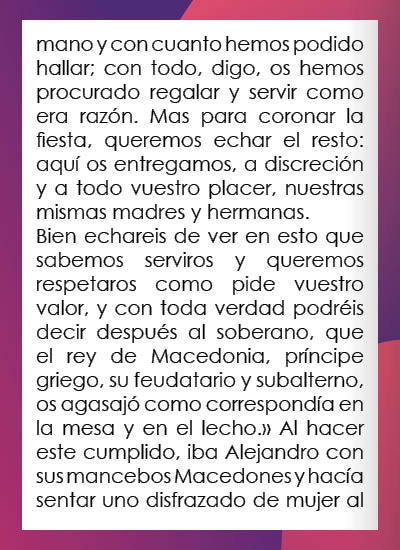 mano y con cuanto hemos podido
hallar; con todo, digo, os hemos
procurado regalar y servir como
era razón. Mas para coronar la
fiesta, queremos echar el resto:
aquí os entregamos, a discreción
y a todo vuestro placer, nuestras
mismas madres y hermanas.
Bien echareis de ver en esto que
sabemos serviros y queremos
respetaros como pide vuestro
valor, y con toda verdad podréis
decir después al soberano, que
el rey de Macedonia, príncipe
griego, su feudatario y subalterno,
os agasajó como correspondía en
la mesa y en el lecho.» Al hacer
este cumplido, iba Alejandro con
sus mancebos Macedones y hacía
sentar uno disfrazado de mujer al